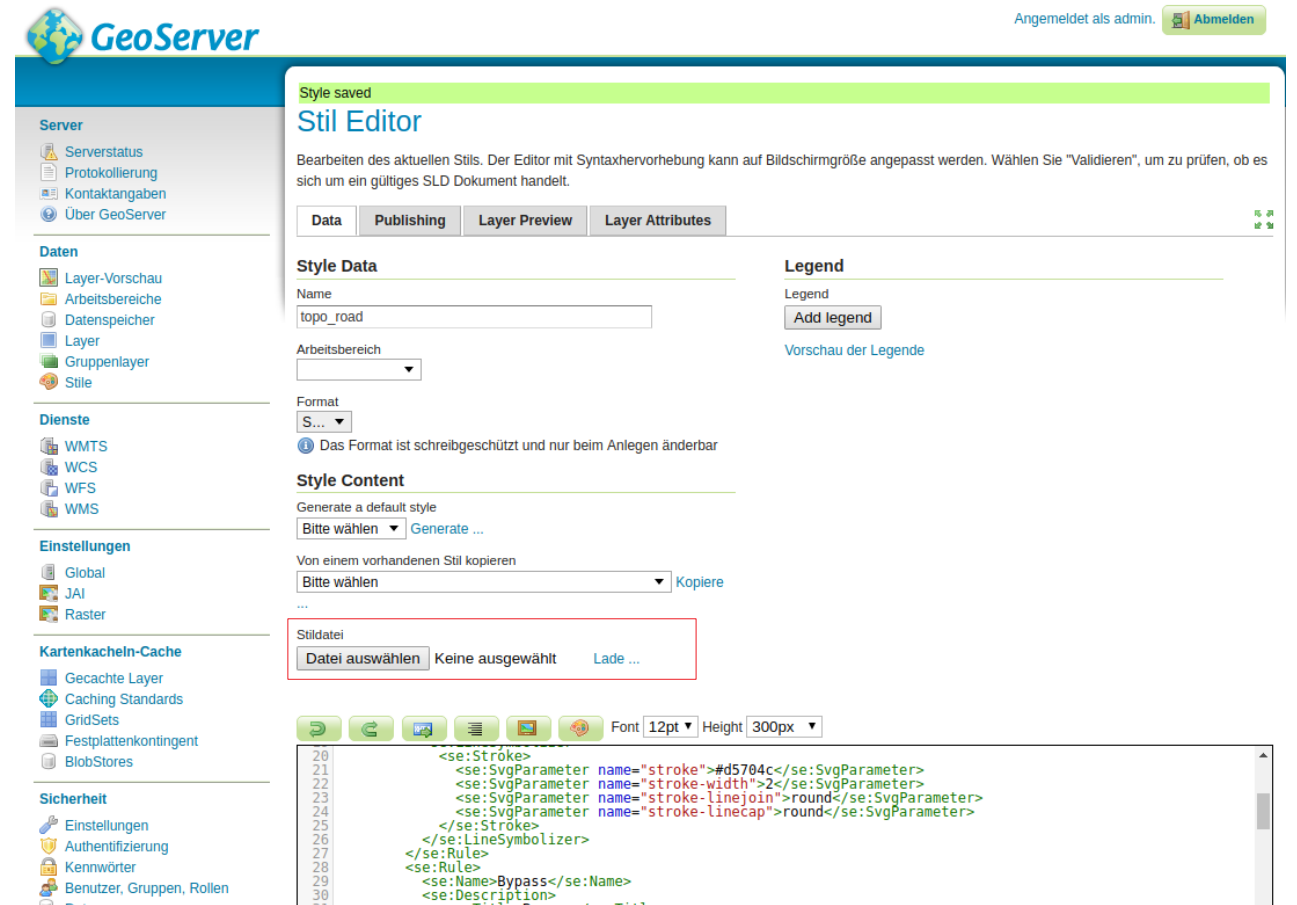 GeoServer
Angemeldet als admin. Abmelden
Style saved
Stil Editor
Bearbeiten des aktuellen Stils. Der Editor mit Syntaxhervorhebung kann auf Bildschirmgröße angepasst werden. Wählen Sie "Validieren", um zu prüfen, ob es
sich um ein gültiges SLD Dokument handelt.
Server
Serverstatus
Protokollierung
Kontaktangaben
Über GeoServer
Daten
Layer-Vorschau
Arbeitsbereiche
Datenspeicher
Layer
Gruppenlayer
Stile
Dienste
WMTS
WCS
WFS
WMS
Einstellungen
Global
JAI
Raster
Kartenkacheln-Cache
Gecachte Layer
Caching Standards
GridSets
Festplattenkontingent
BlobStores
Sicherheit
Einstellungen
Authentifizierung
Kennwörter
Benutzer, Gruppen, Rollen
Data Publishing Layer Preview Layer Attributes
Style Data
Name
topo_road
Arbeitsbereich
Format
S...
Das Format ist schreibgeschützt und nur beim Anlegen änderbar
Style Content
Generate a default style
Bitte wählen Generate ...
Von einem vorhandenen Stil kopieren
Bitte wählen Kopiere
...
Stildatei
Datei auswählen Keine ausgewählt Lade ...
Legend
Legend
Add legend
Vorschau der Legende
Font 12pt Height 300px
20 <se:Stroke>
21 <se:SvgParameter name="stroke">#d5704c</se:SvgParameter>
22 <se:SvgParameter name="stroke-width">2</se:SvgParameter>
23 <se:SvgParameter name="stroke-linejoin">round</se:SvgParameter>
24 <se:SvgParameter name="stroke-linecap">round</se:SvgParameter>
25 </se:Stroke>
26 </se:LineSymbolizer>
27 </se:Rule>
28 <se:Rule>
29 <se:Name>Bypass</se:Name>
30 <se:Description>